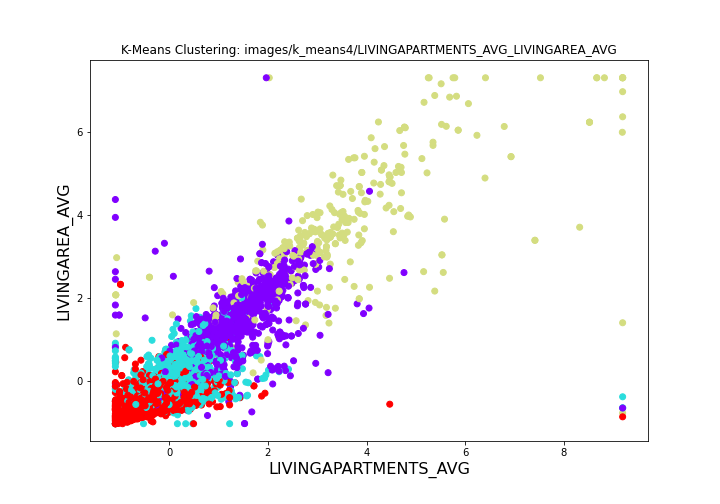 K-Means Clustering: images/k_means4/LIVINGAPARTMENTS_AVG_LIVINGAREA_AVG
LIVINGAREA_AVG
6
4
2
0
0 2 4 6 8
LIVINGAPARTMENTS_AVG